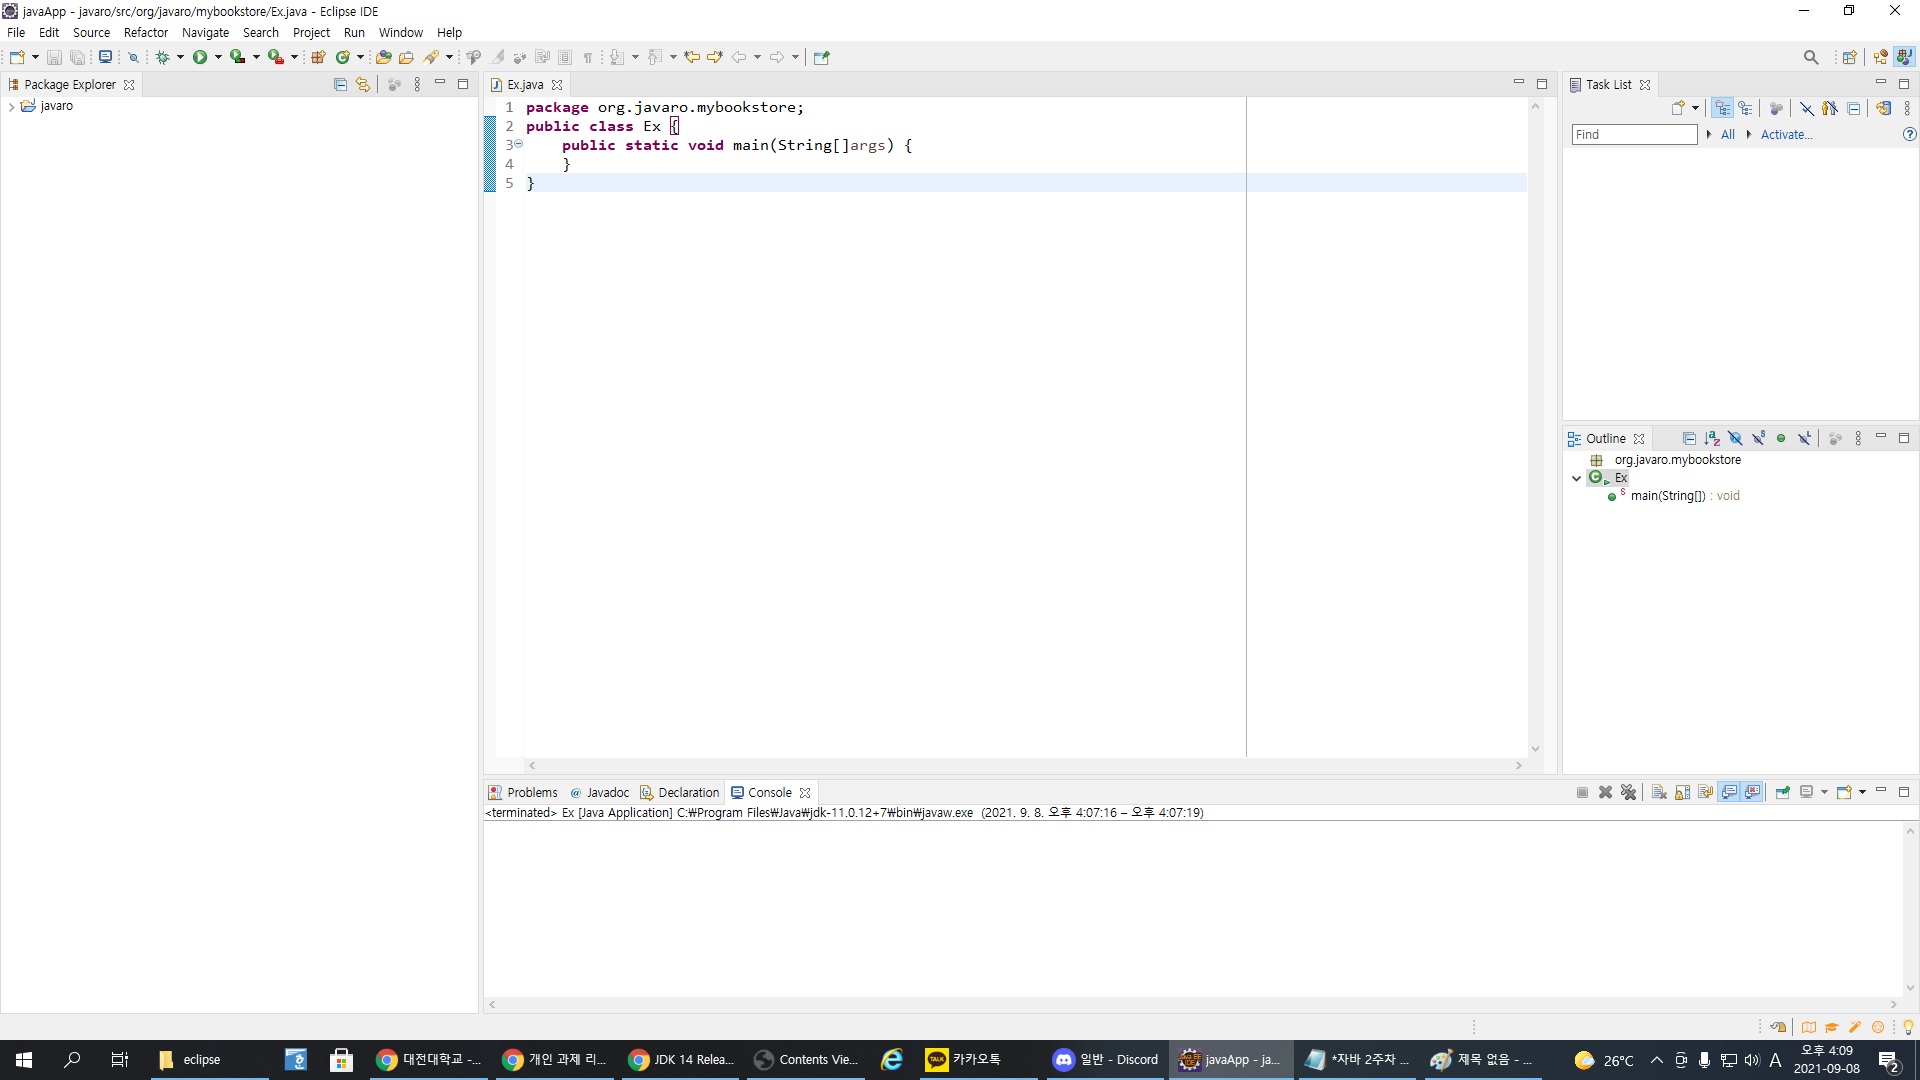 javaApp - javaro/src/org/javaro/mybookstore/Ex.java - Eclipse IDE
File Edit Source Refactor Navigate Search Project Run Window Help
Package Explorer
javaro
Ex.java
1 package org.javaro.mybookstore;
2 public class Ex {
3 public static void main(String[]args) {
4 }
5 }
Task List
Find All Activate...
Outline
org.javaro.mybookstore
Ex
main(String[]) : void
Problems Javadoc Declaration Console
<terminated> Ex [Java Application] C:₩Program Files₩Java₩jdk-11.0.12+7₩bin₩javaw.exe (2021. 9. 8. 오후 4:07:16 – 오후 4:07:19)
eclipse
대전대학교 -...
개인 과제 리...
JDK 14 Relea...
Contents Vie...
TALK
카카오톡
일반 - Discord
javaApp - ja...
*자바 2주차 ...
제목 없음 - ...
26°C
A
오후 4:09
2021-09-08
2